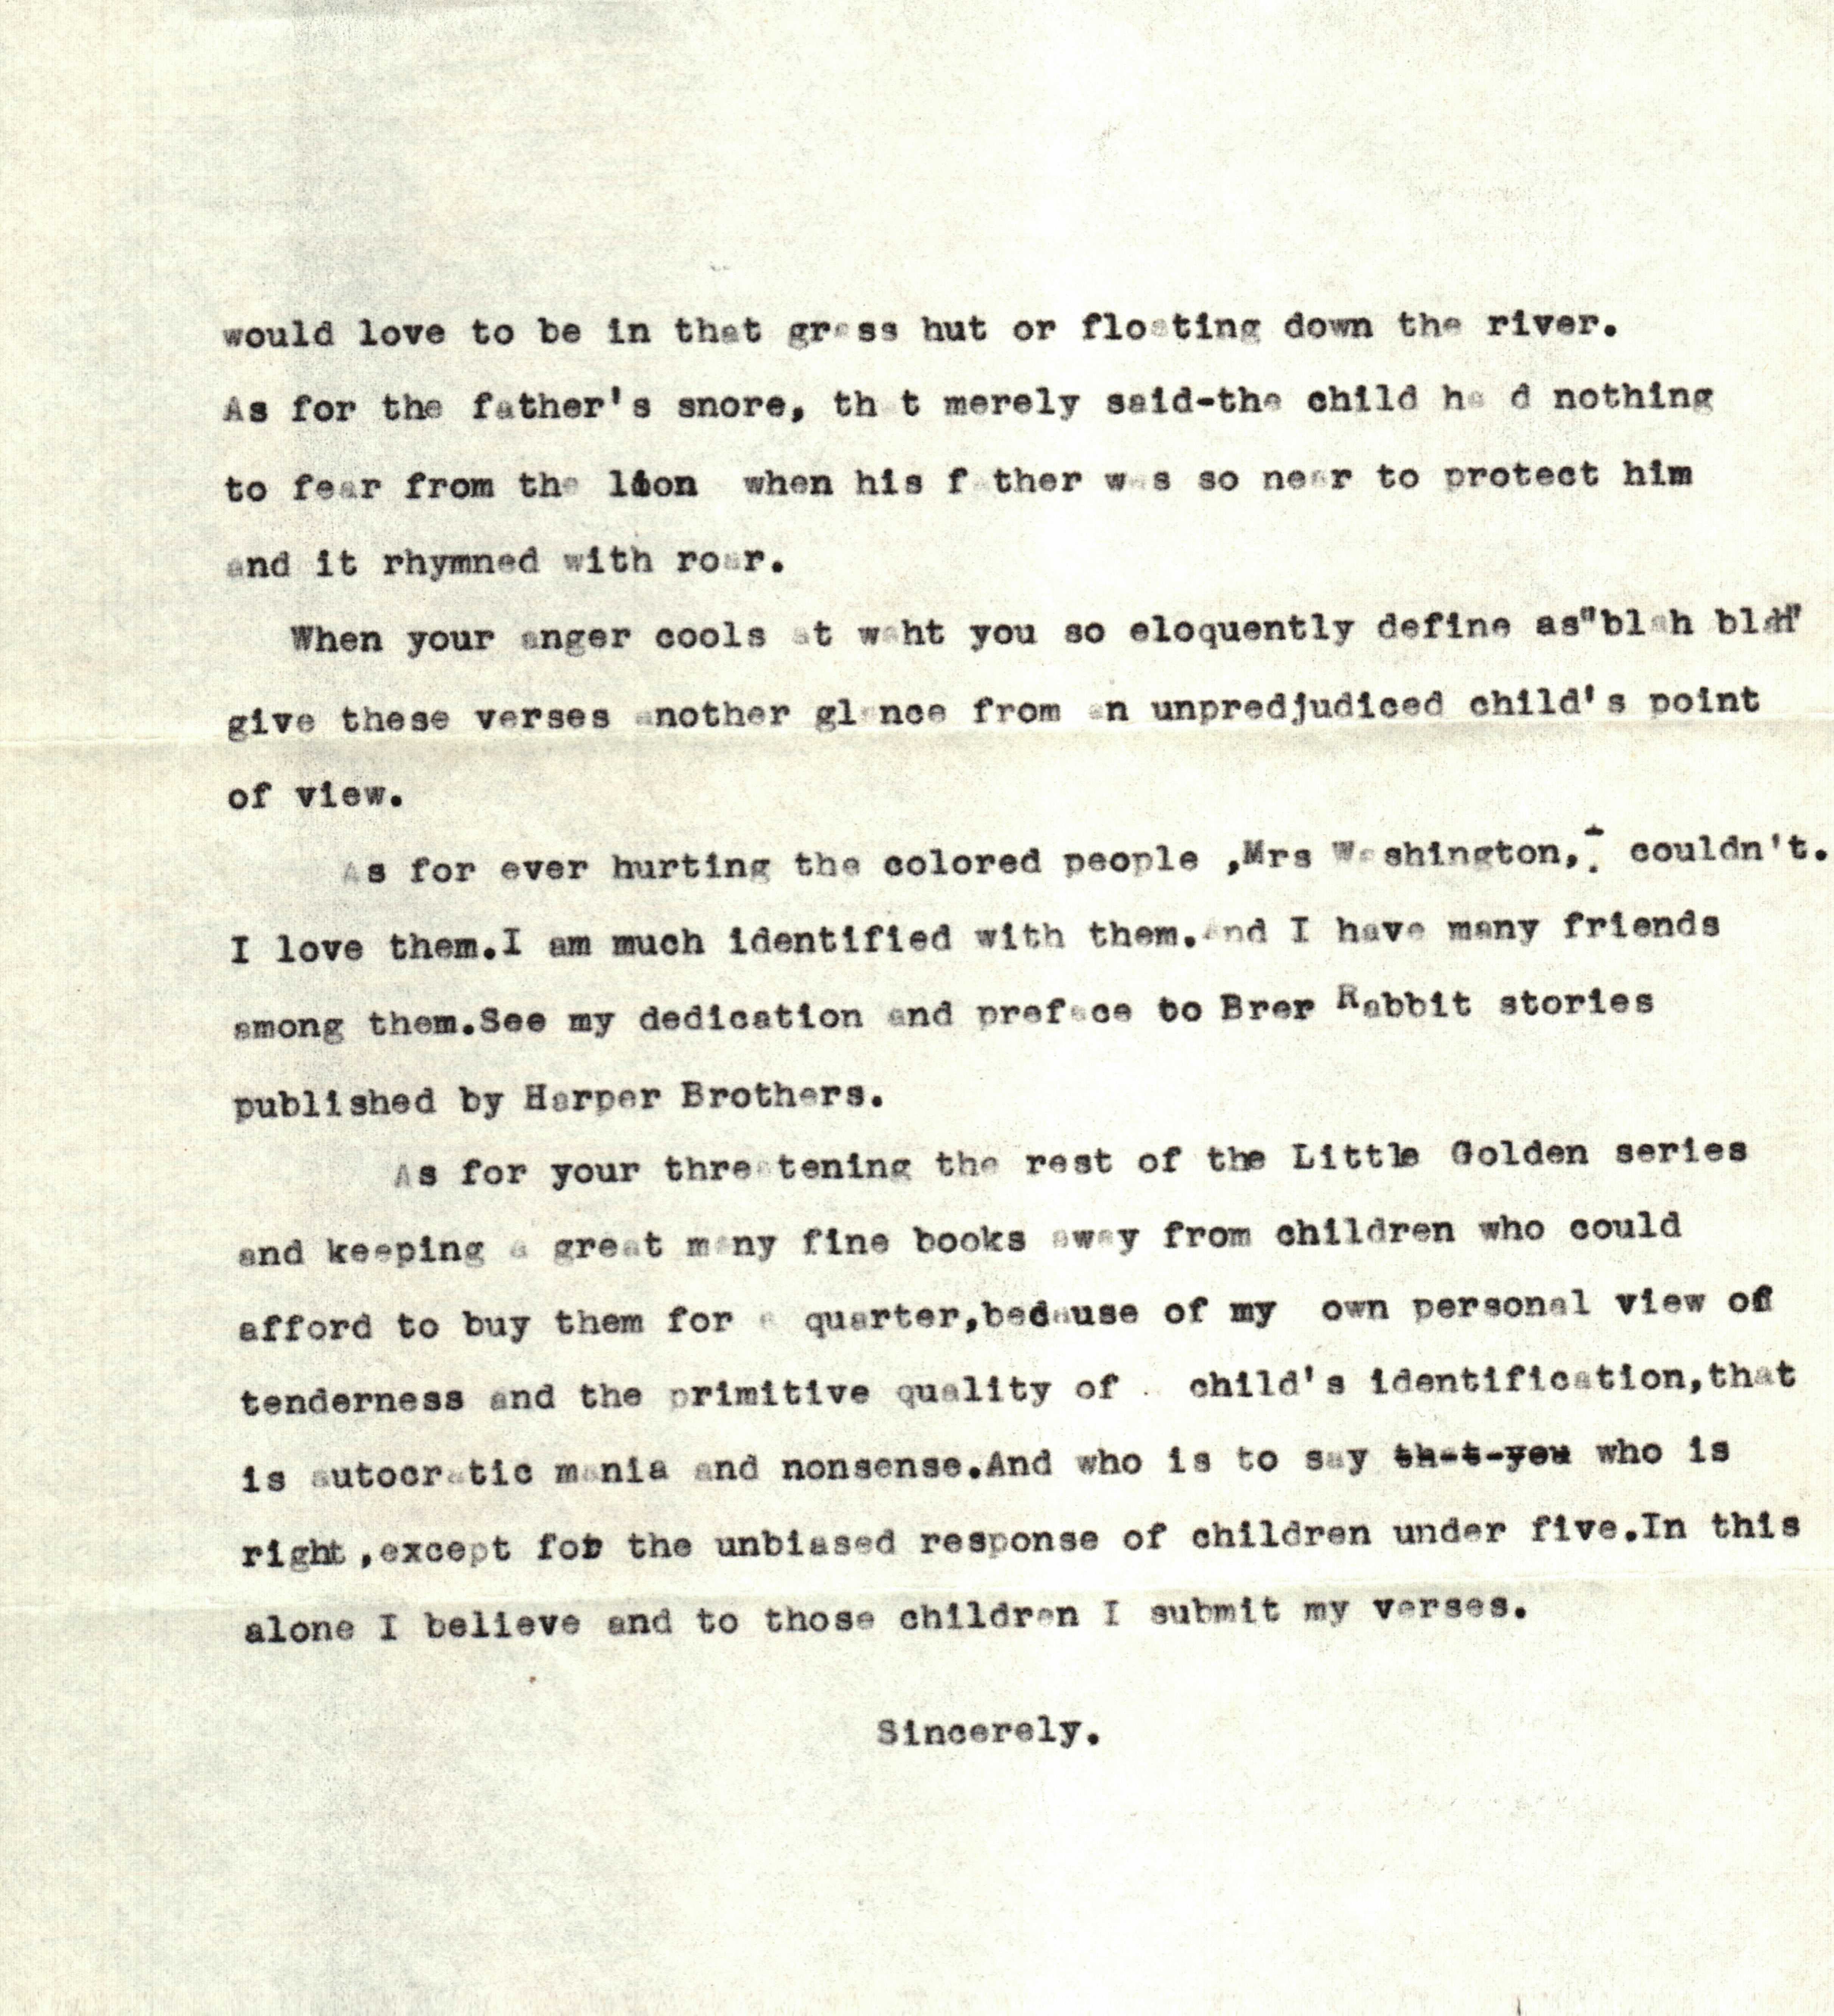 would love to be in that grass hut or floating down the river.
As for the father's snore, th t merely said-the child ha d nothing
to fear from the lion  when his father was so near to protect him
and it rhymned with roar.
When your anger cools at waht you so eloquently define as"blah blah"
give these verses another glance from an unpredjudiced child's point
of view.
As for ever hurting the colored people ,Mrs Washington,I couldn't.
I love them.I am much identified with them.And I have many friends
among them.See my dedication and preface to Brer Rabbit stories
published by Harper Brothers.
As for your threatening the rest of the Little Golden series
and keeping a great many fine books away from children who could
afford to buy them for a quarter,because of my  own personal view of
tenderness and the primitive quality of a child's identification,that
is autocratic mania and nonsense.And who is to say that you who is
right,except for the unbiased response of children under five.In this
alone I believe and to those children I submit my verses.
Sincerely.